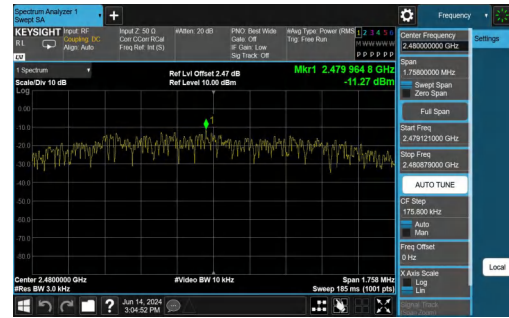 Spectrum Analyzer 1
Swept SA
+
Frequency
KEYSIGHT
RL
Input: RF
Coupling: DC
Align: Auto
Input Z: 50 Ω
Corr CCorr RCal
Freq Ref: Int (S)
#Atten: 20 dB
PNO: Best Wide
Gate: Off
IF Gain: Low
Sig Track: Off
#Avg Type: Power (RMS
Trig: Free Run
1 2 3 4 5 6
M W W W W W
P P P P P P
1 Spectrum
Scale/Div 10 dB
Log
Ref Lvl Offset 2.47 dB
Ref Level 10.00 dBm
Mkr1 2.479 964 8 GHz
-11.27 dBm
1
0.00
-10.0
-20.0
-30.0
-40.0
-50.0
-60.0
-70.0
-80.0
Center 2.4800000 GHz
#Res BW 3.0 kHz
#Video BW 10 kHz
Span 1.758 MHz
Sweep 185 ms (1001 pts)
Jun 14, 2024
3:04:52 PM
?
Center Frequency
2.480000000 GHz
Span
1.75800000 MHz
Swept Span
Zero Span
Full Span
Start Freq
2.479121000 GHz
Stop Freq
2.480879000 GHz
AUTO TUNE
CF Step
175.800 kHz
Auto
Man
Freq Offset
0 Hz
X Axis Scale
Log
Lin
Signal Track
Settings
Local